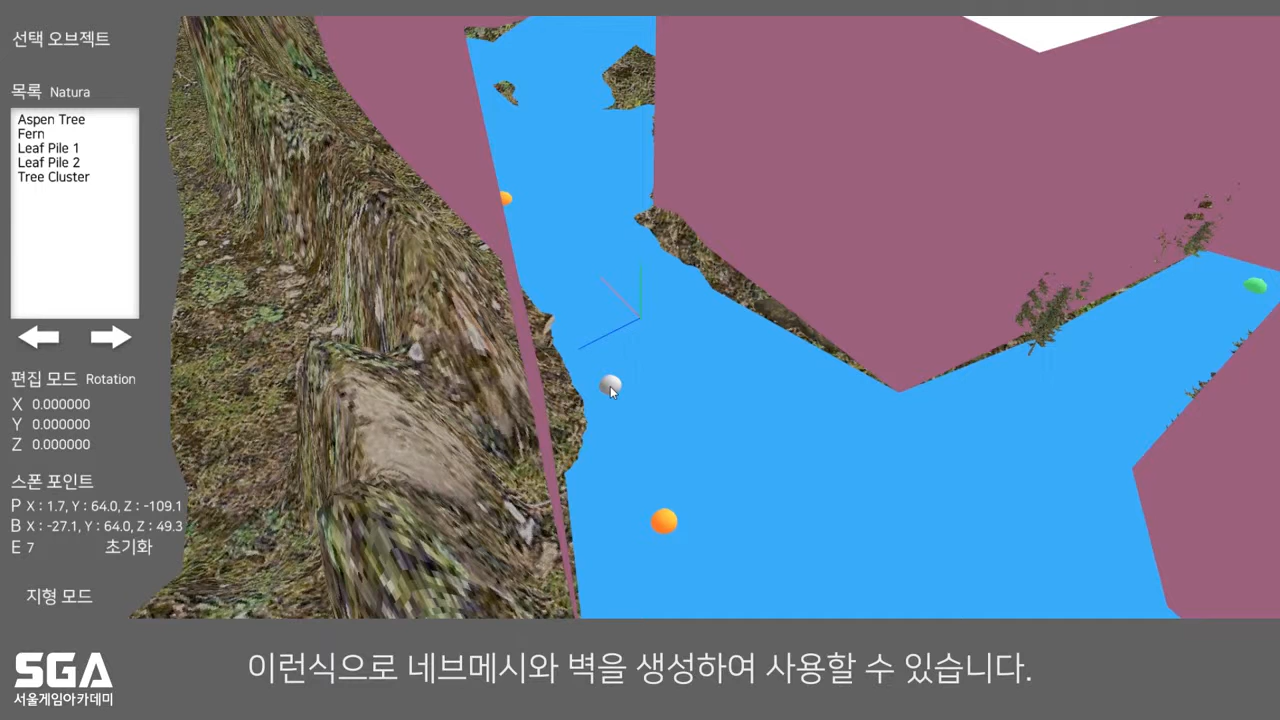 선택 오브젝트
목록 Natura
Aspen Tree
Fern
Leaf Pile 1
Leaf Pile 2
Tree Cluster
편집 모드 Rotation
X 0.000000
Y 0.000000
Z 0.000000
스폰 포인트
P X : 1.7, Y : 64.0, Z : -109.1
B X : -27.1, Y : 64.0, Z : 49.3
E 7 초기화
지형 모드
SGA
서울게임아카데미
이런식으로 네브메시와 벽을 생성하여 사용할 수 있습니다.